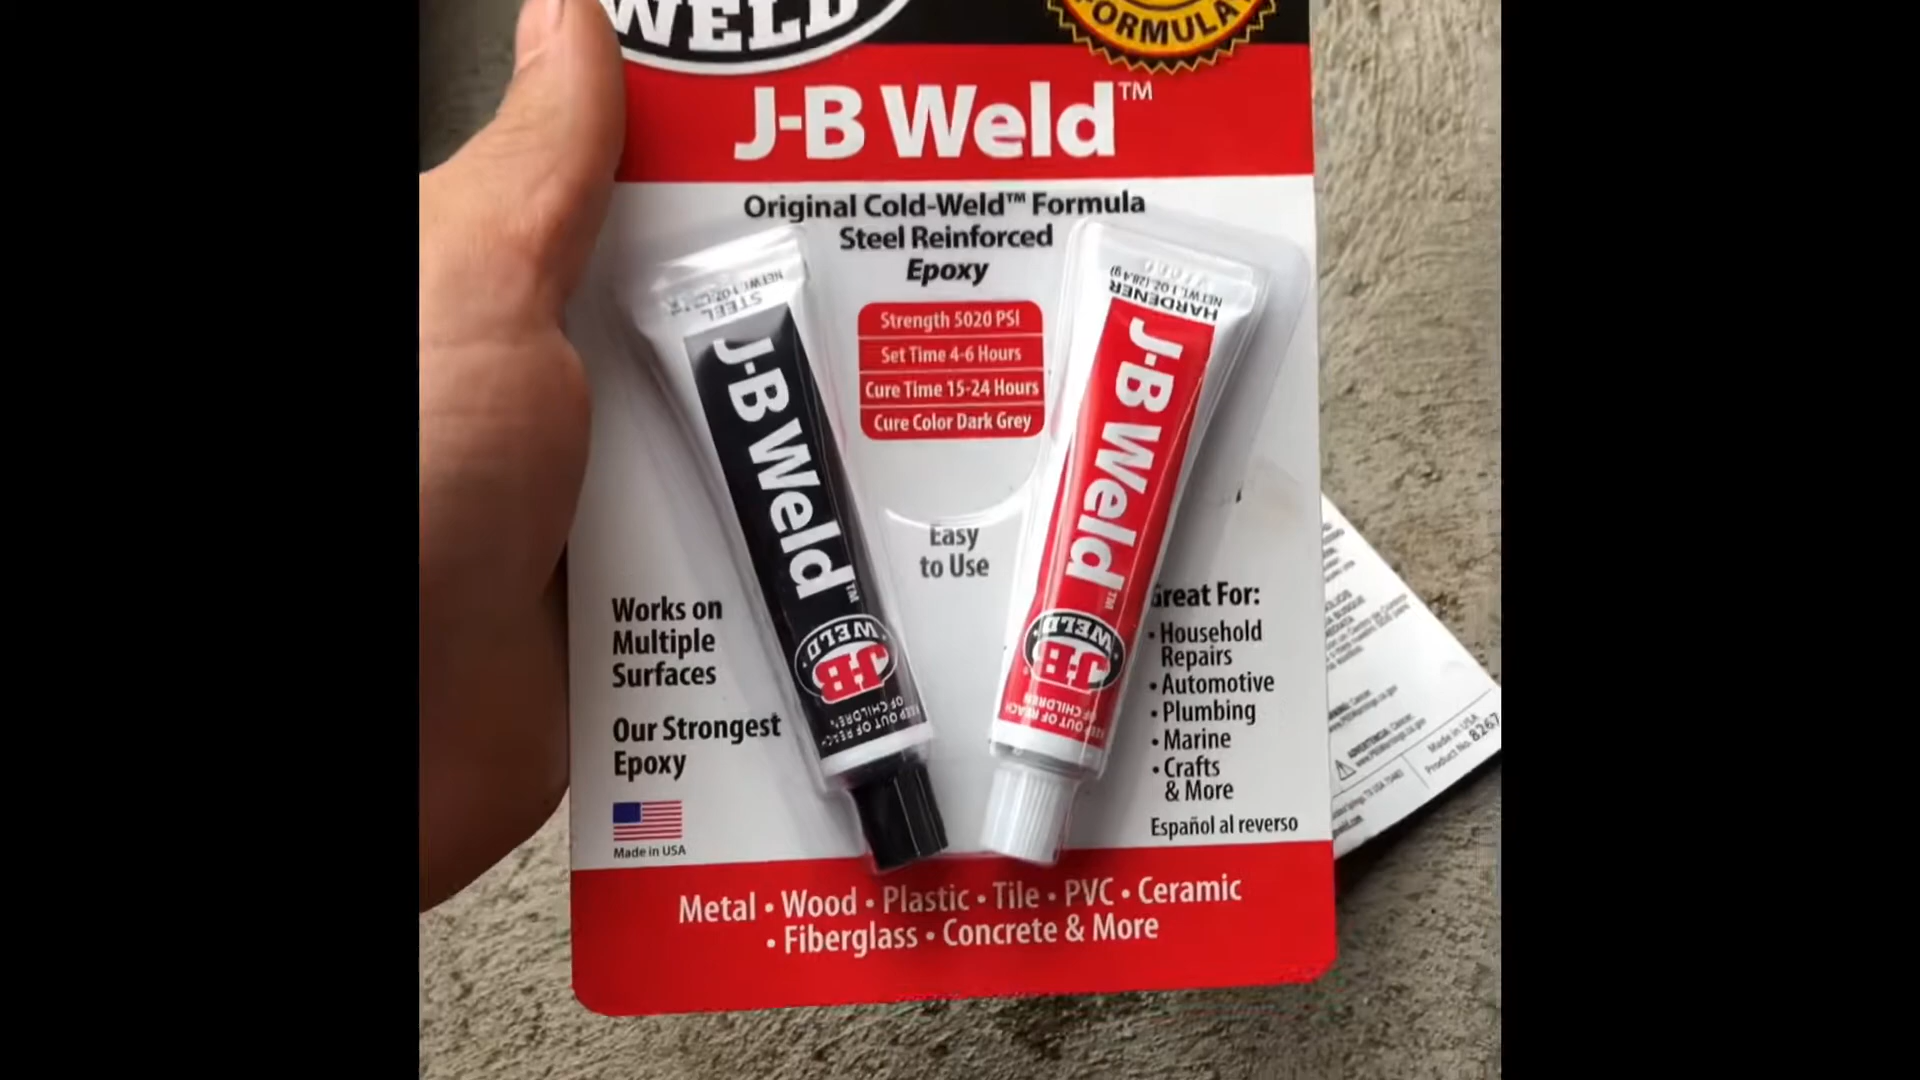 WELD
FORMULA
J-B Weld™
Original Cold-Weld™ Formula
Steel Reinforced
Epoxy
Strength 5020 PSI
Set Time 4-6 Hours
Cure Time 15-24 Hours
Cure Color Dark Grey
STEEL
NET WT. 1 OZ.
J-B Weld™
J-B
WELD
KEEP OUT OF REACH
OF CHILDREN
HARDENER
NET WT. 1 OZ (28.4g)
J-B Weld™
J-B
WELD
KEEP OUT OF REACH
OF CHILDREN
Easy
to Use
Works on
Multiple
Surfaces
Our Strongest
Epoxy
Made in USA
Great For:
• Household
Repairs
• Automotive
• Plumbing
• Marine
• Crafts
& More
Español al reverso
Metal • Wood • Plastic • Tile • PVC • Ceramic
• Fiberglass • Concrete & More
Made in USA
Product No. 8267